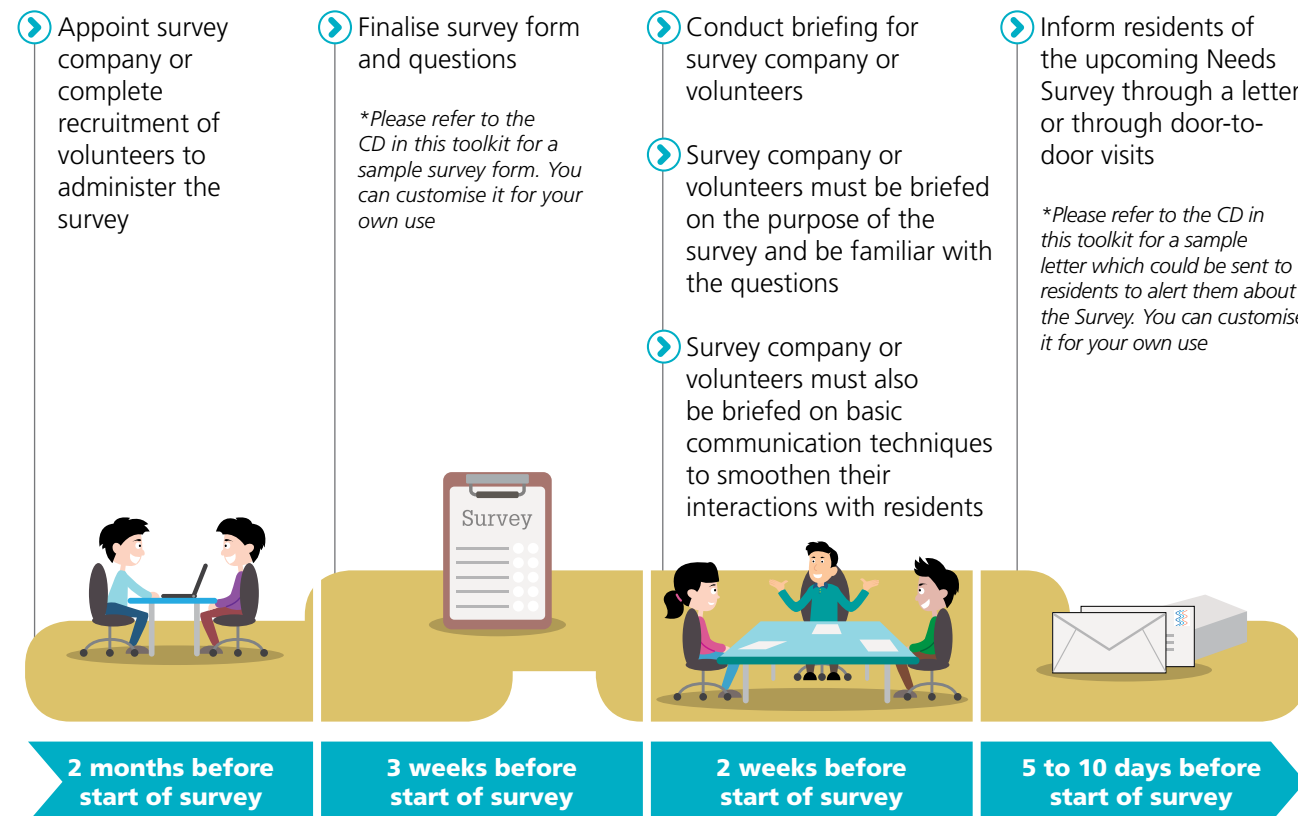 Appoint survey
company or
complete
recruitment of
volunteers to
administer the
survey
Finalise survey form
and questions
*Please refer to the
CD in this toolkit for a
sample survey form. You
can customise it for your
own use
Conduct briefing for
survey company or
volunteers
Survey company or
volunteers must be briefed
on the purpose of the
survey and be familiar with
the questions
Survey company or
volunteers must also
be briefed on basic
communication techniques
to smoothen their
interactions with residents
Inform residents of
the upcoming Needs
Survey through a letter
or through door-to-
door visits
*Please refer to the CD in
this toolkit for a sample
letter which could be sent to
residents to alert them about
the Survey. You can customise
it for your own use
Survey
2 months before
start of survey
3 weeks before
start of survey
2 weeks before
start of survey
5 to 10 days before
start of survey